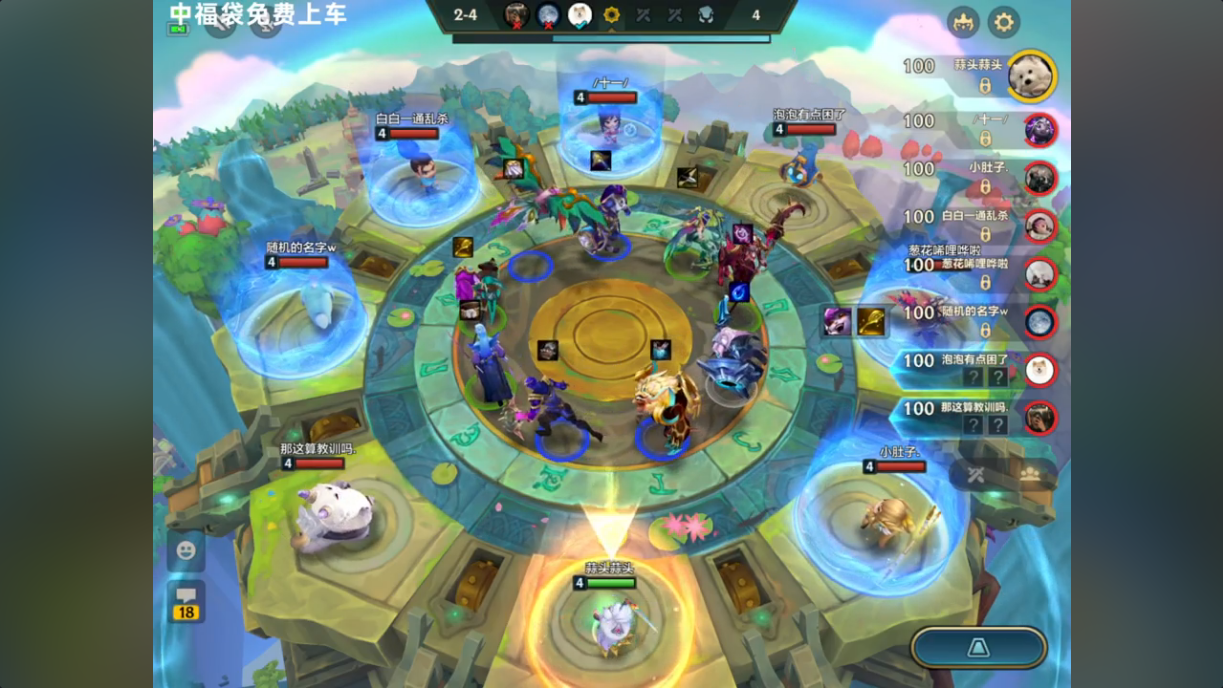 中福袋免费上车
2-4
4
/十一/
4
白白一通乱杀
4
泡泡有点困了
4
随机的名字w
4
那这算教训吗.
4
小肚子.
4
蒜头蒜头
4
100 蒜头蒜头
100 /十一/
100 小肚子.
100 白白一通乱杀
葱花唏哩哗啦
100 葱花唏哩哗啦
100 随机的名字w
100 泡泡有点困了
? ?
100 那这算教训吗.
? ?
18